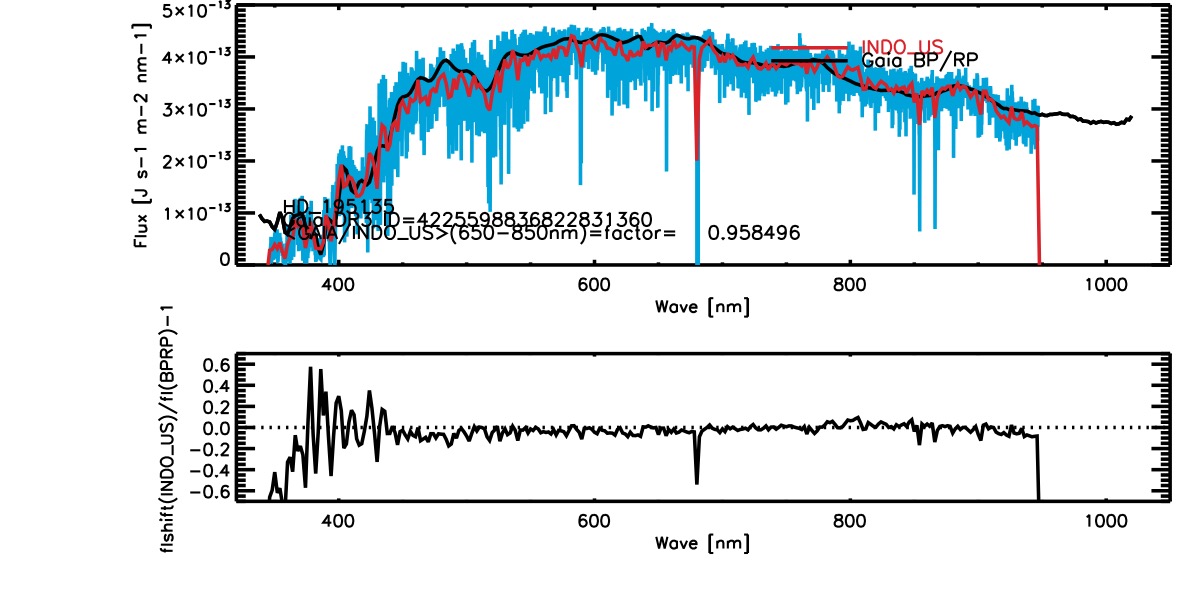 5×10-13
4×10-13
3×10-13
2×10-13
1×10-13
0
Flux [J s-1 m-2 nm-1]
INDO_US
Gaia BP/RP
HD_195135
Gaia DR3 ID=4225598836822831360
<GAIA/INDO_US>(650-850nm)=factor= 0.958496
400 600 800 1000
Wave [nm]
flshift(INDO_US)/fl(BPRP)-1
0.6
0.4
0.2
0.0
-0.2
-0.4
-0.6
400 600 800 1000
Wave [nm]